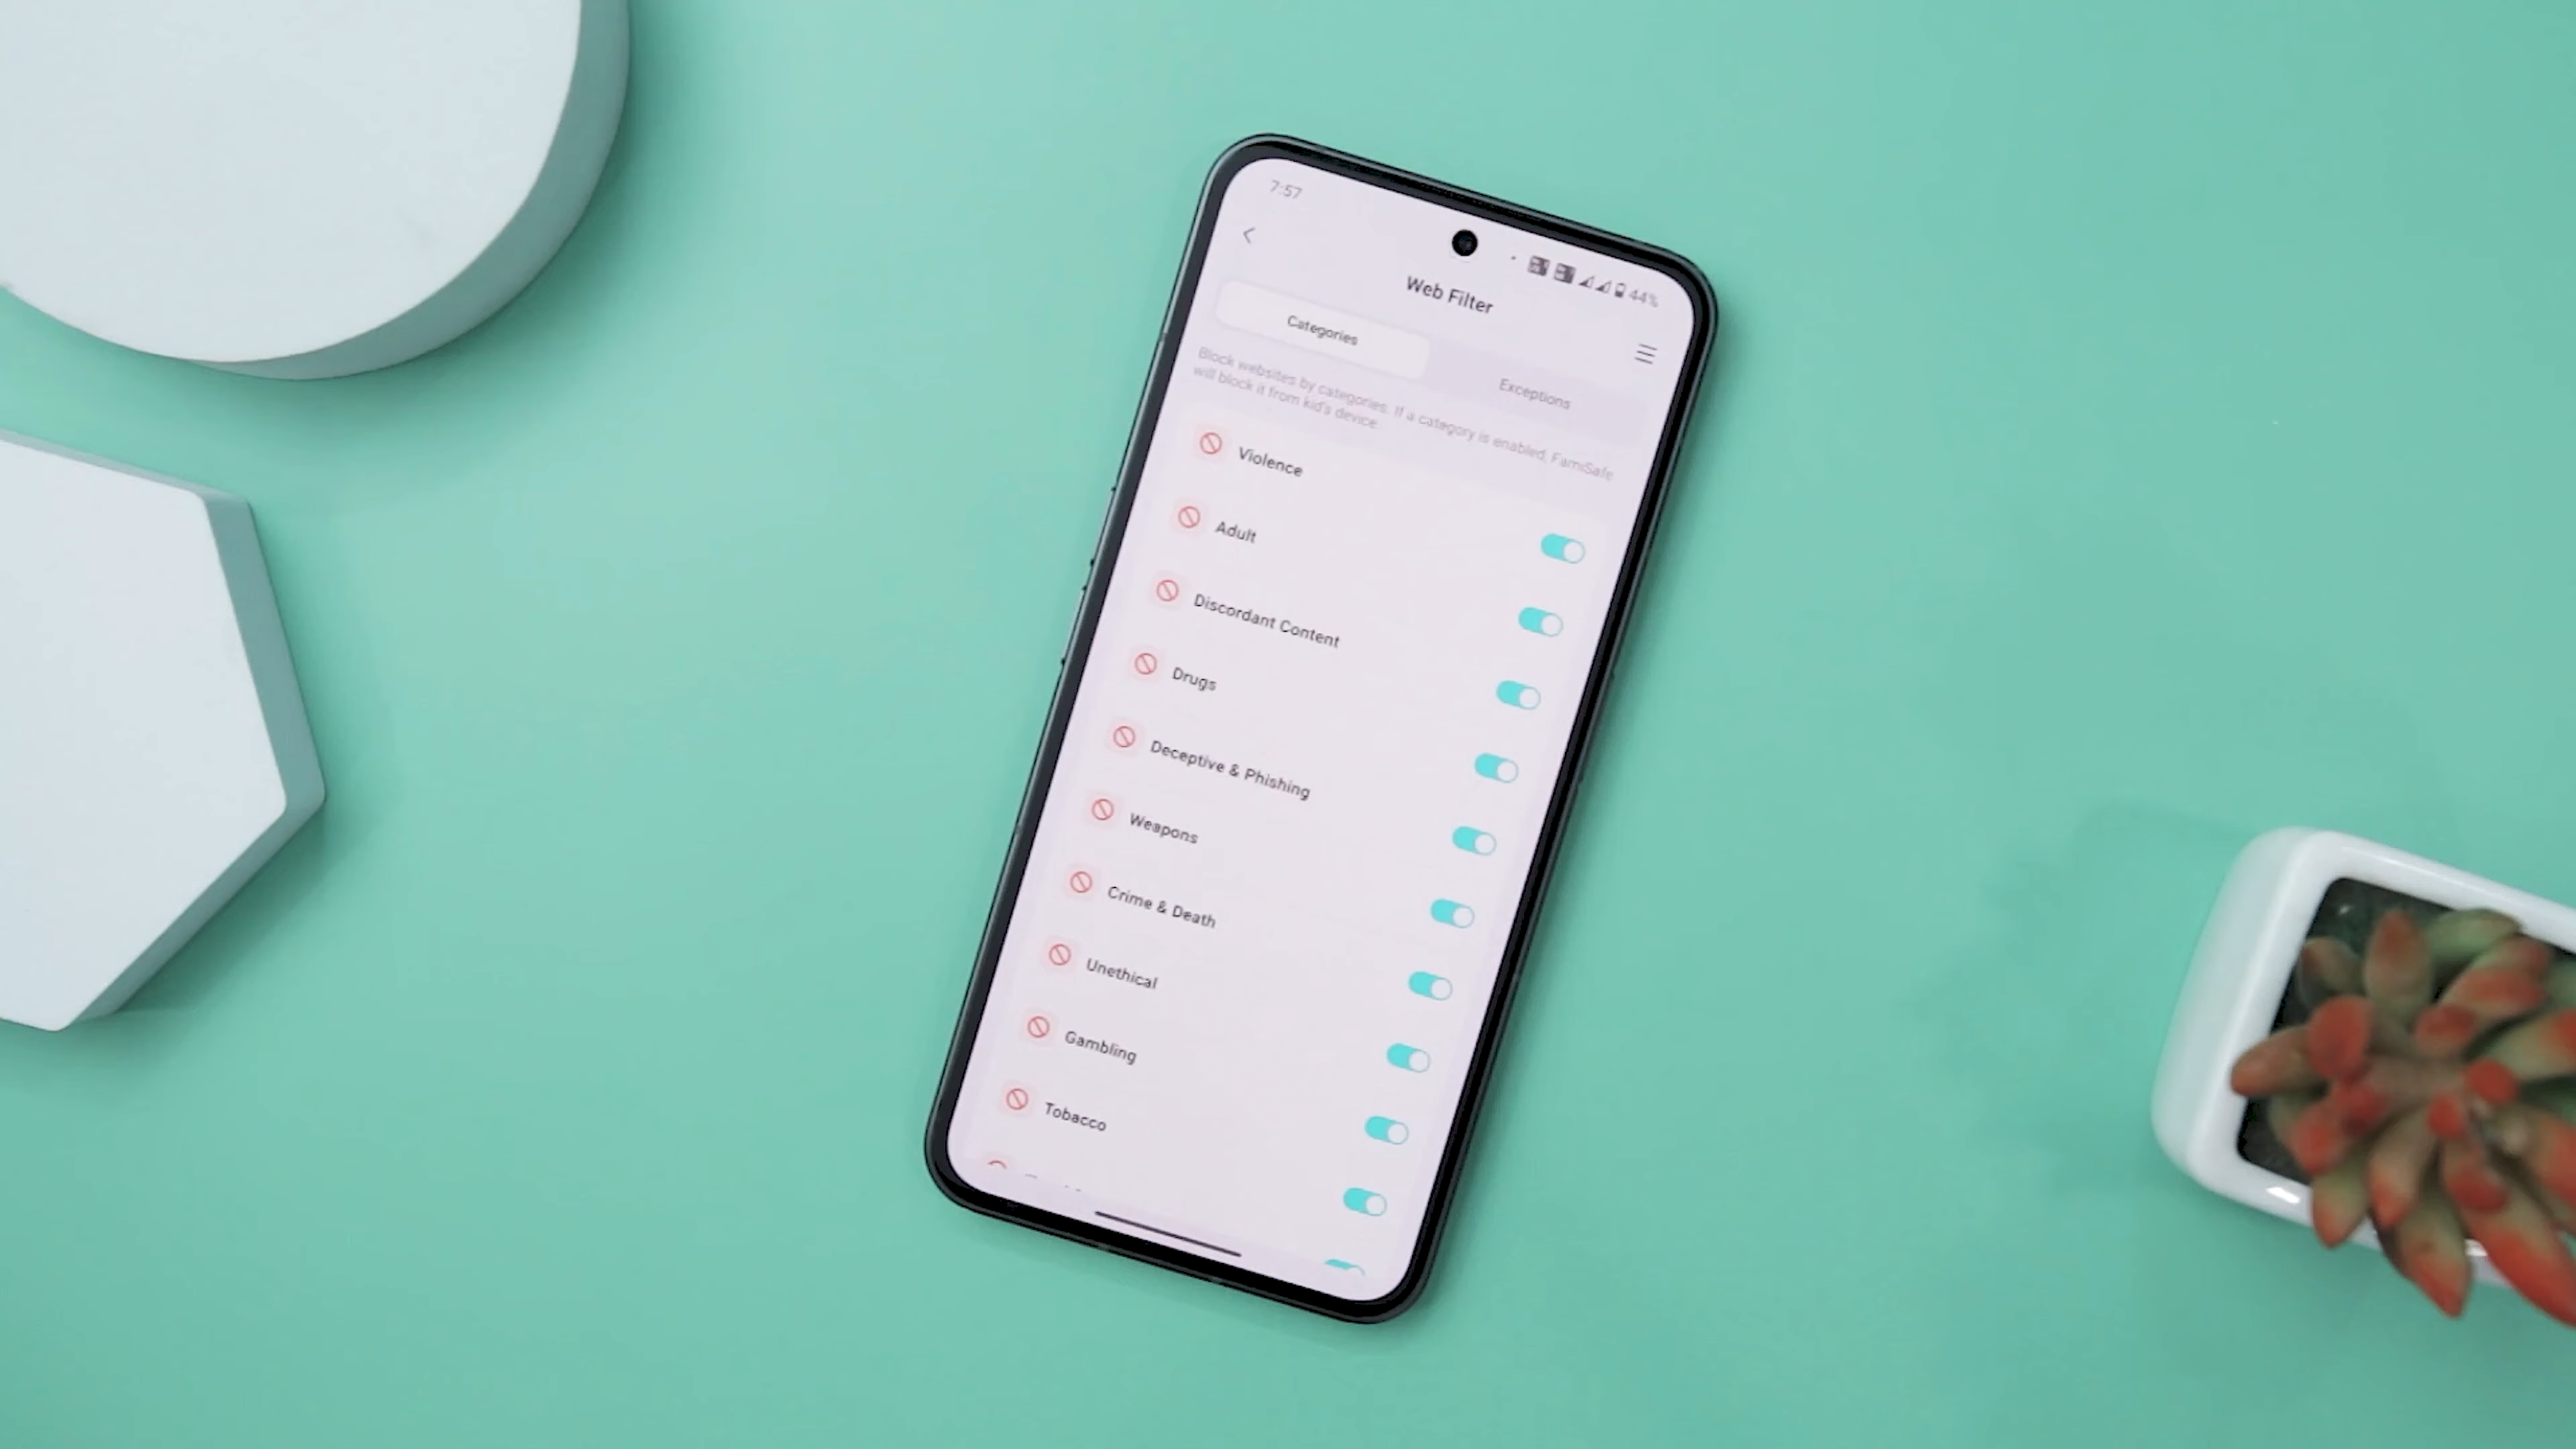 7:57
44%
Web Filter
Categories
Exceptions
Block websites by categories. If a category is enabled, FamiSafe
will block it from kid's device.
Violence
Adult
Discordant Content
Drugs
Deceptive & Phishing
Weapons
Crime & Death
Unethical
Gambling
Tobacco